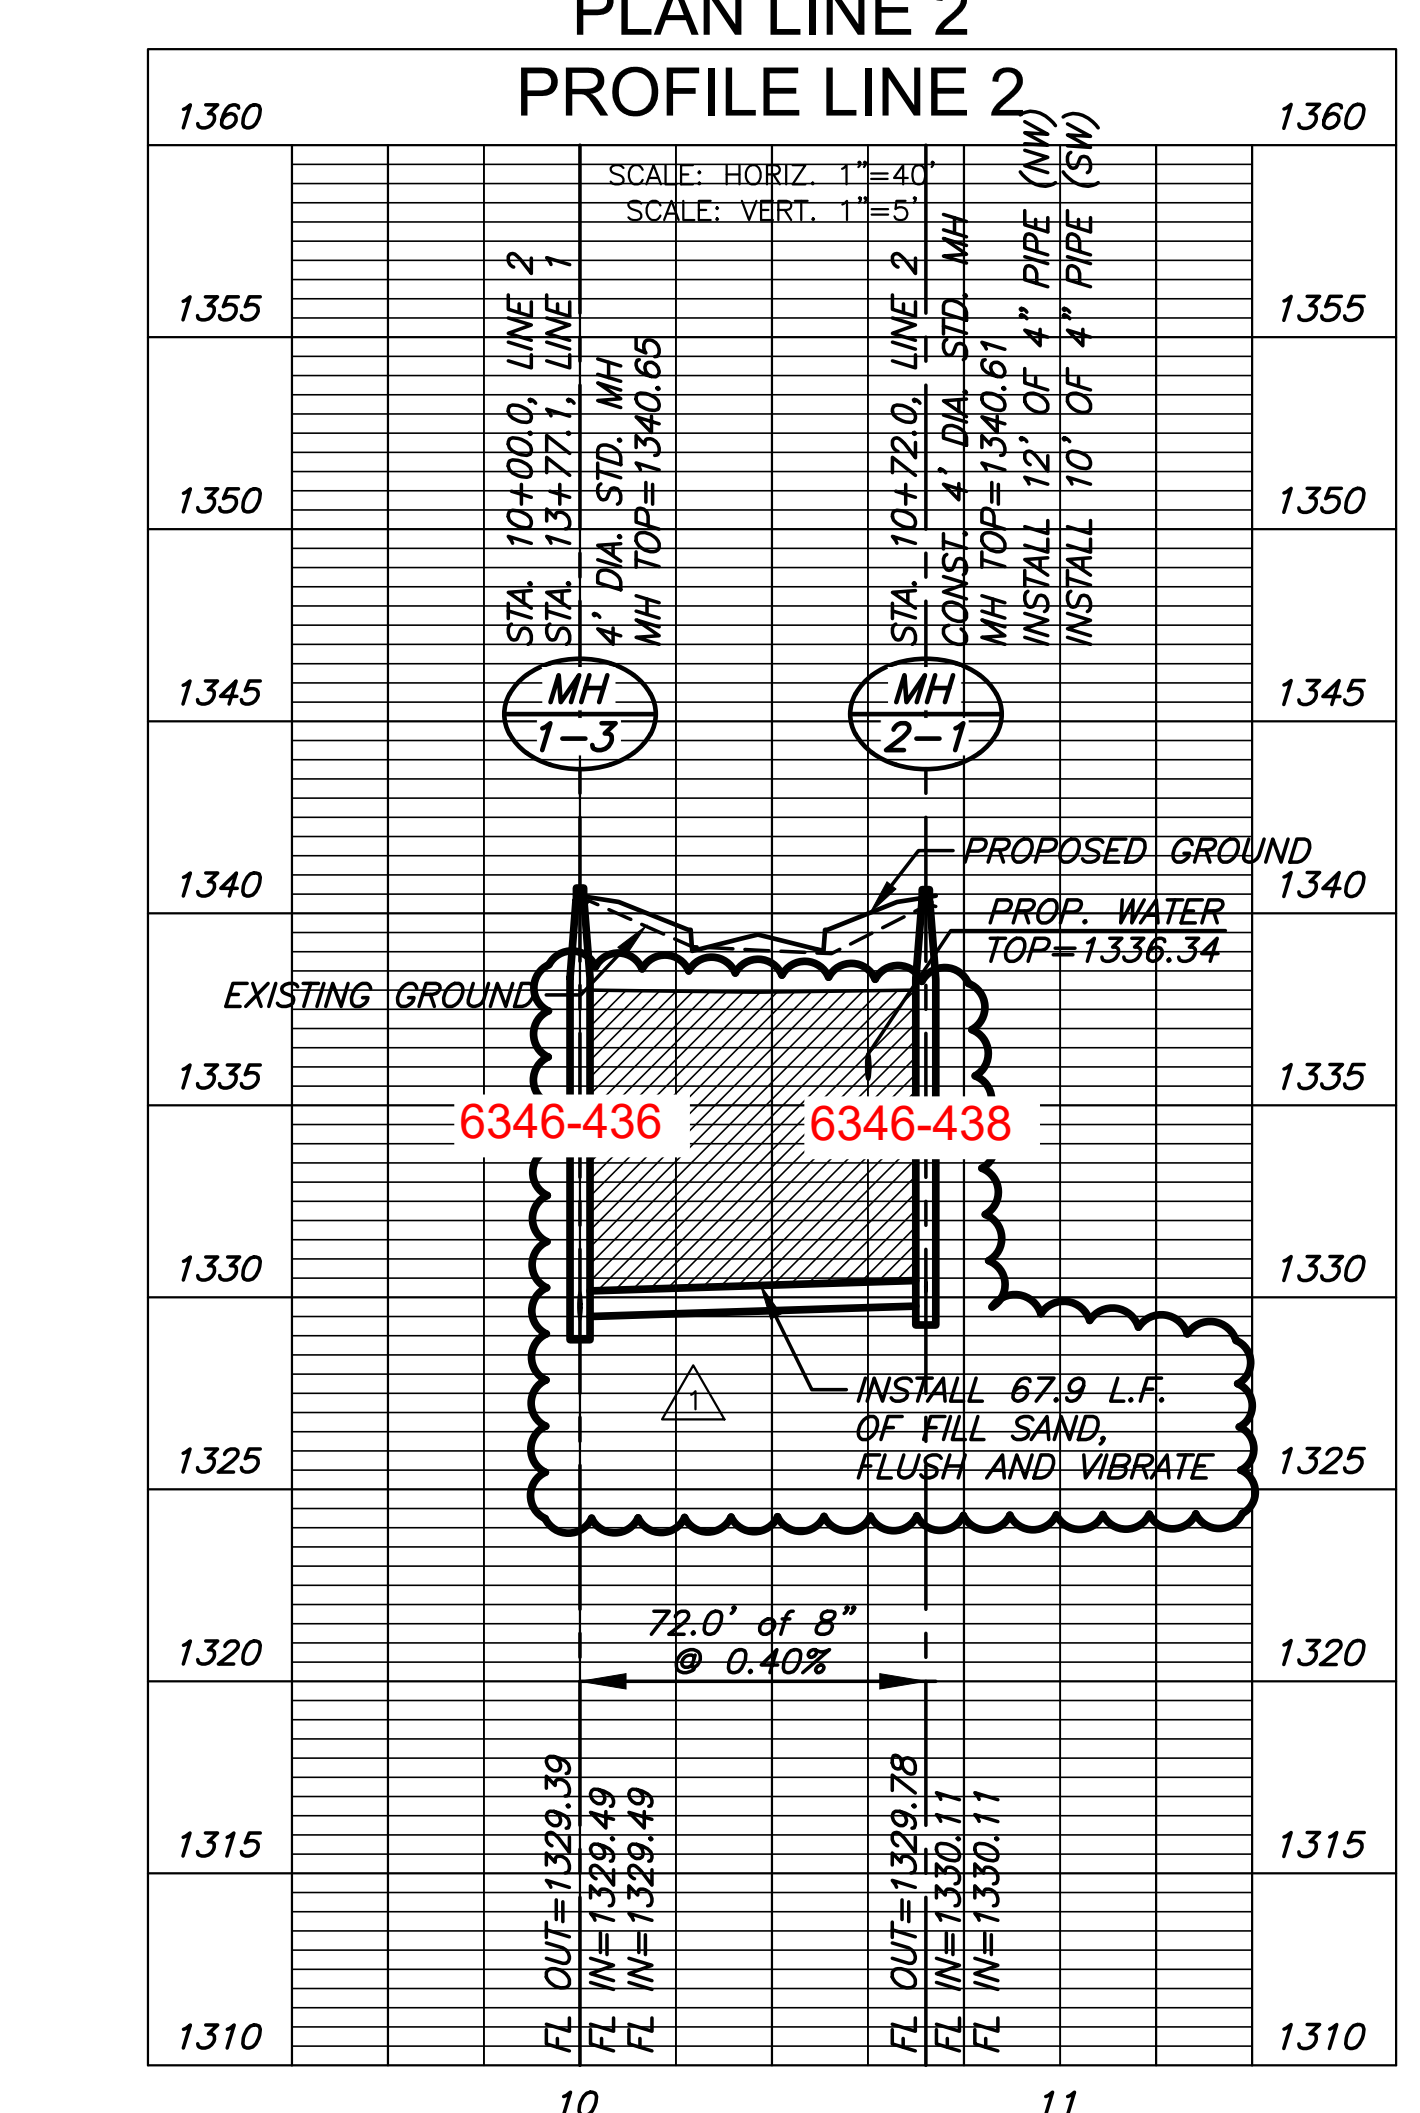 PLAN LINE 2
PROFILE LINE 2
1360
1360
SCALE: HORIZ. 1"=40'
SCALE: VERT. 1"=5'
1355
1355
1350
1350
1345
1345
1340
1340
1335
1335
1330
1330
1325
1325
1320
1320
1315
1315
1310
1310
STA. 10+00.0, LINE 2
STA. 13+77.1, LINE 1
4' DIA. STD. MH
MH TOP=1340.65
STA. 10+72.0, LINE 2
CONST. 4' DIA. STD. MH
MH TOP=1340.61
INSTALL 12' OF 4" PIPE (NW)
INSTALL 10' OF 4" PIPE (SW)
MH
1-3
MH
2-1
PROPOSED GROUND
PROP. WATER
TOP=1336.34
EXISTING GROUND
6346-436
6346-438
1
INSTALL 67.9 L.F.
OF FILL SAND,
FLUSH AND VIBRATE
72.0' of 8"
@ 0.40%
FL OUT=1329.39
FL IN=1329.49
FL IN=1329.49
FL OUT=1329.78
FL IN=1330.11
FL IN=1330.11
10
11